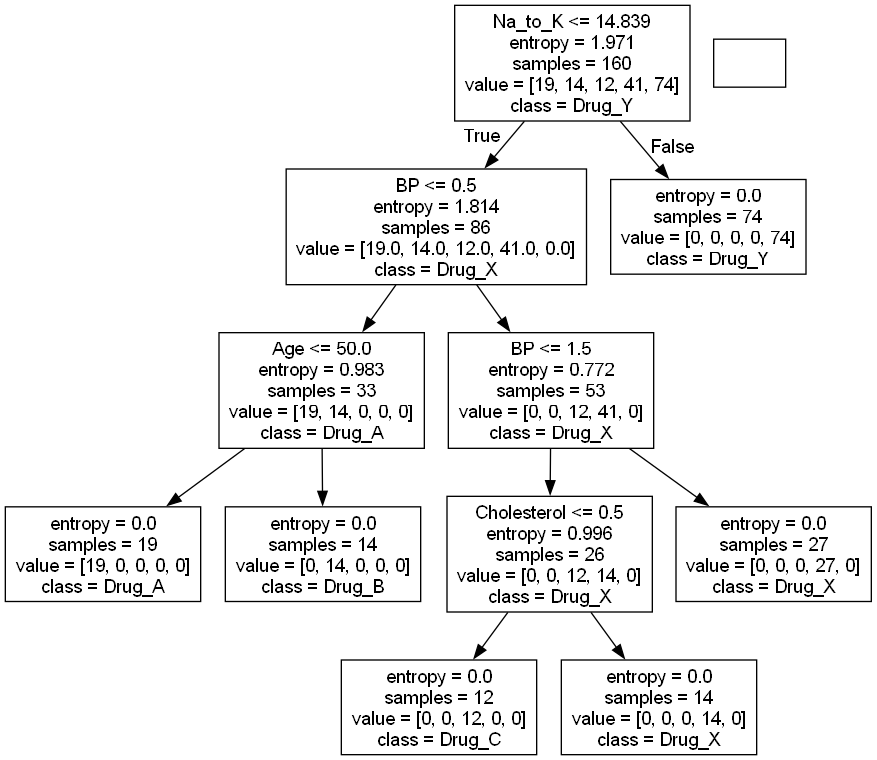 Na_to_K <= 14.839
entropy = 1.971
samples = 160
value = [19, 14, 12, 41, 74]
class = Drug_Y
True
False
BP <= 0.5
entropy = 1.814
samples = 86
value = [19.0, 14.0, 12.0, 41.0, 0.0]
class = Drug_X
entropy = 0.0
samples = 74
value = [0, 0, 0, 0, 74]
class = Drug_Y
Age <= 50.0
entropy = 0.983
samples = 33
value = [19, 14, 0, 0, 0]
class = Drug_A
BP <= 1.5
entropy = 0.772
samples = 53
value = [0, 0, 12, 41, 0]
class = Drug_X
entropy = 0.0
samples = 19
value = [19, 0, 0, 0, 0]
class = Drug_A
entropy = 0.0
samples = 14
value = [0, 14, 0, 0, 0]
class = Drug_B
Cholesterol <= 0.5
entropy = 0.996
samples = 26
value = [0, 0, 12, 14, 0]
class = Drug_X
entropy = 0.0
samples = 27
value = [0, 0, 0, 27, 0]
class = Drug_X
entropy = 0.0
samples = 12
value = [0, 0, 12, 0, 0]
class = Drug_C
entropy = 0.0
samples = 14
value = [0, 0, 0, 14, 0]
class = Drug_X